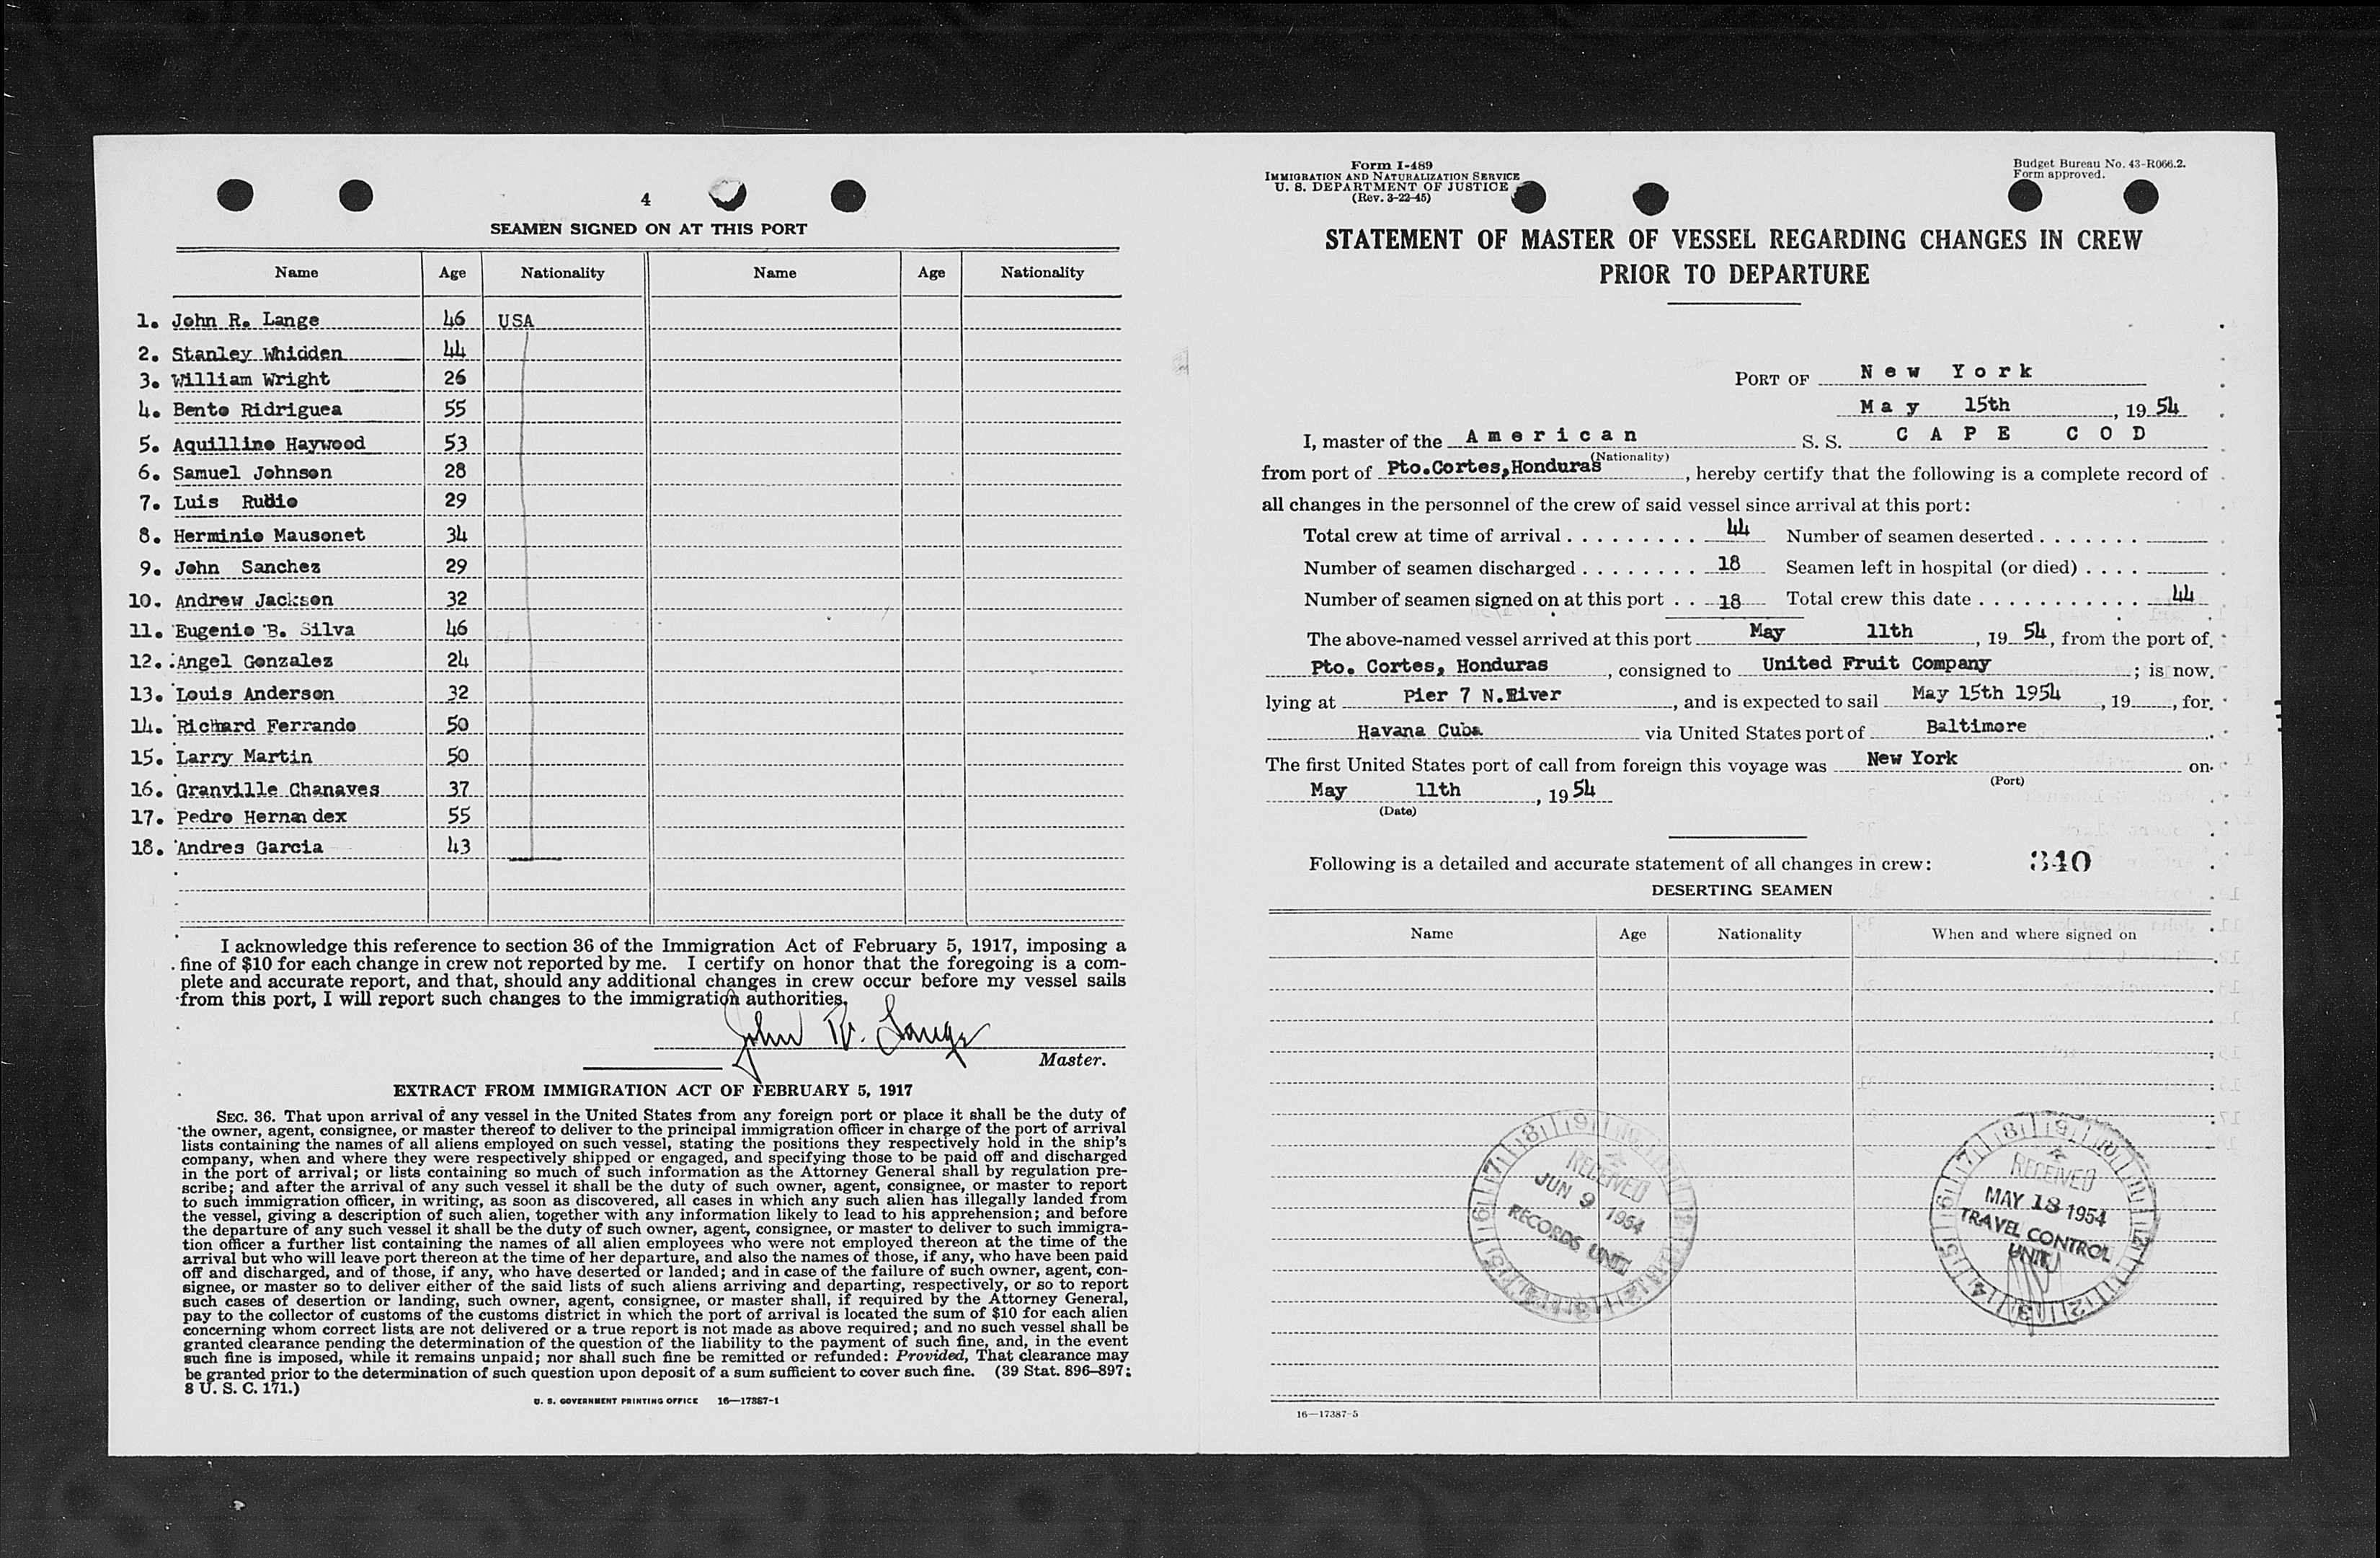 4
SEAMEN SIGNED ON AT THIS PORT
Name Age Nationality Name Age Nationality
1. John R. Lange 46 USA
2. Stanley Whidden 44
3. William Wright 26
4. Bento Ridriguea 55
5. Aquillino Haywood 53
6. Samuel Johnson 28
7. Luis Rudio 29
8. Herminio Mausonet 34
9. John Sanchez 29
10. Andrew Jackson 32
11. Eugenio B. Silva 46
12. Angel Gonzalez 24
13. Louis Anderson 32
14. Richard Ferrando 50
15. Larry Martin 50
16. Granville Chanaves 37
17. Pedro Hernandex 55
18. Andres Garcia 43
I acknowledge this reference to section 36 of the Immigration Act of February 5, 1917, imposing a
fine of $10 for each change in crew not reported by me. I certify on honor that the foregoing is a com-
plete and accurate report, and that, should any additional changes in crew occur before my vessel sails
from this port, I will report such changes to the immigration authorities.
John R. Lange
Master.
EXTRACT FROM IMMIGRATION ACT OF FEBRUARY 5, 1917
SEC. 36. That upon arrival of any vessel in the United States from any foreign port or place it shall be the duty of
the owner, agent, consignee, or master thereof to deliver to the principal immigration officer in charge of the port of arrival
lists containing the names of all aliens employed on such vessel, stating the positions they respectively hold in the ship's
company, when and where they were respectively shipped or engaged, and specifying those to be paid off and discharged
in the port of arrival; or lists containing so much of such information as the Attorney General shall by regulation pre-
scribe; and after the arrival of any such vessel it shall be the duty of such owner, agent, consignee, or master to report
to such immigration officer, in writing, as soon as discovered, all cases in which any such alien has illegally landed from
the vessel, giving a description of such alien, together with any information likely to lead to his apprehension; and before
the departure of any such vessel it shall be the duty of such owner, agent, consignee, or master to deliver to such immigra-
tion officer a further list containing the names of all alien employees who were not employed thereon at the time of the
arrival but who will leave port thereon at the time of her departure, and also the names of those, if any, who have been paid
off and discharged, and of those, if any, who have deserted or landed; and in case of the failure of such owner, agent, con-
signee, or master so to deliver either of the said lists of such aliens arriving and departing, respectively, or so to report
such cases of desertion or landing, such owner, agent, consignee, or master shall, if required by the Attorney General,
pay to the collector of customs of the customs district in which the port of arrival is located the sum of $10 for each alien
concerning whom correct lists are not delivered or a true report is not made as above required; and no such vessel shall be
granted clearance pending the determination of the question of the liability to the payment of such fine, and, in the event
such fine is imposed, while it remains unpaid; nor shall such fine be remitted or refunded: Provided, That clearance may
be granted prior to the determination of such question upon deposit of a sum sufficient to cover such fine. (39 Stat. 896–897;
8 U. S. C. 171.)
U. S. GOVERNMENT PRINTING OFFICE 16—17387-1
Form I-489
IMMIGRATION AND NATURALIZATION SERVICE
U. S. DEPARTMENT OF JUSTICE
(Rev. 3-22-45)
Budget Bureau No. 43-R066.2.
Form approved.
STATEMENT OF MASTER OF VESSEL REGARDING CHANGES IN CREW
PRIOR TO DEPARTURE
PORT OF New York
May 15th, 19 54
I, master of the American S. S. CAPE COD
(Nationality)
from port of Pto.Cortes,Honduras, hereby certify that the following is a complete record of
all changes in the personnel of the crew of said vessel since arrival at this port:
Total crew at time of arrival 44 Number of seamen deserted
Number of seamen discharged 18 Seamen left in hospital (or died)
Number of seamen signed on at this port 18 Total crew this date 44
The above-named vessel arrived at this port May 11th, 19 54, from the port of
Pto. Cortes, Honduras, consigned to United Fruit Company; is now
lying at Pier 7 N.River, and is expected to sail May 15th 1954, 19, for
Havana Cuba via United States port of Baltimore
The first United States port of call from foreign this voyage was New York on
(Port)
May 11th, 19 54
(Date)
Following is a detailed and accurate statement of all changes in crew: 340
DESERTING SEAMEN
Name Age Nationality When and where signed on
RECEIVED
JUN 9 1954
RECORDS UNIT
RECEIVED
MAY 18 1954
TRAVEL CONTROL
UNIT
16—17387-5